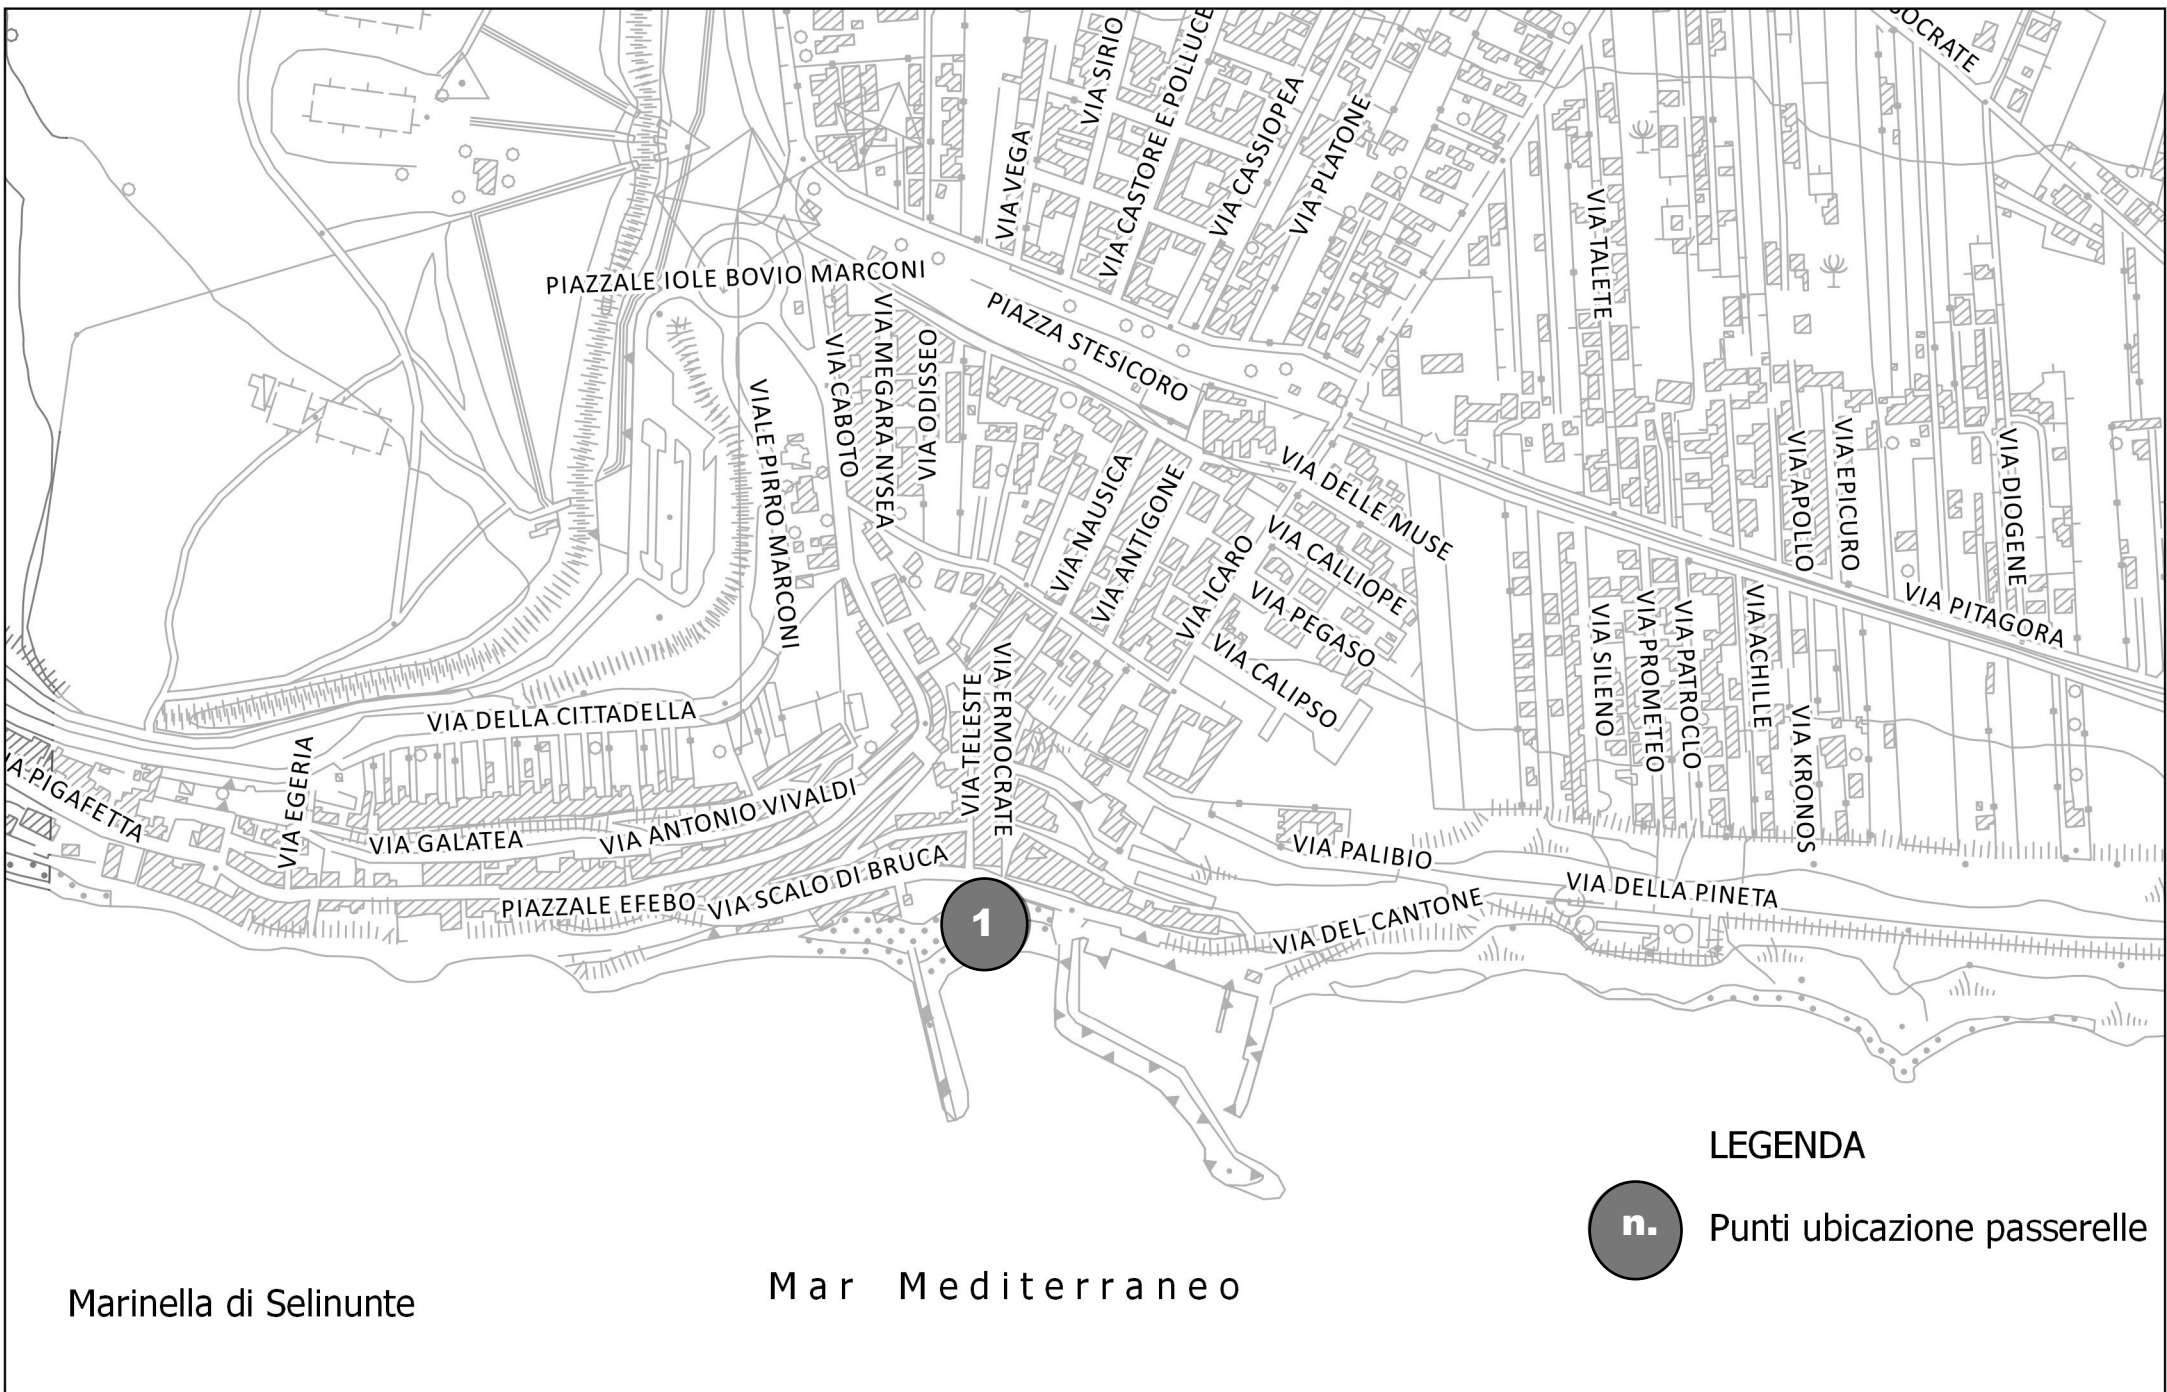 SOCRATE
VIA SIRIO
VIA CASTORE E POLLUCE
VIA CASSIOPEA
VIA PLATONE
VIA VEGA
VIA TALETE
PIAZZALE IOLE BOVIO MARCONI
PIAZZA STESICORO
VIA MEGARA NYSEA
VIA ODISSEO
VIA CABOTO
VIALE PIRRO MARCONI
VIA NAUSICA
VIA ANTIGONE
VIA DELLE MUSE
VIA ICARO
VIA CALLIOPE
VIA PEGASO
VIA CALIPSO
VIA APOLLO
VIA EPICURO
VIA DIOGENE
VIA PITAGORA
VIA SILENO
VIA PROMETEO
VIA PATROCLO
VIA ACHILLE
VIA KRONOS
VIA TELESTE
VIA ERMOCRATE
VIA DELLA CITTADELLA
IA PIGAFETTA
VIA EGERIA
VIA GALATEA
VIA ANTONIO VIVALDI
PIAZZALE EFEBO
VIA SCALO DI BRUCA
VIA PALIBIO
VIA DELLA PINETA
VIA DEL CANTONE
1
LEGENDA
n.
Punti ubicazione passerelle
Mar Mediterraneo
Marinella di Selinunte